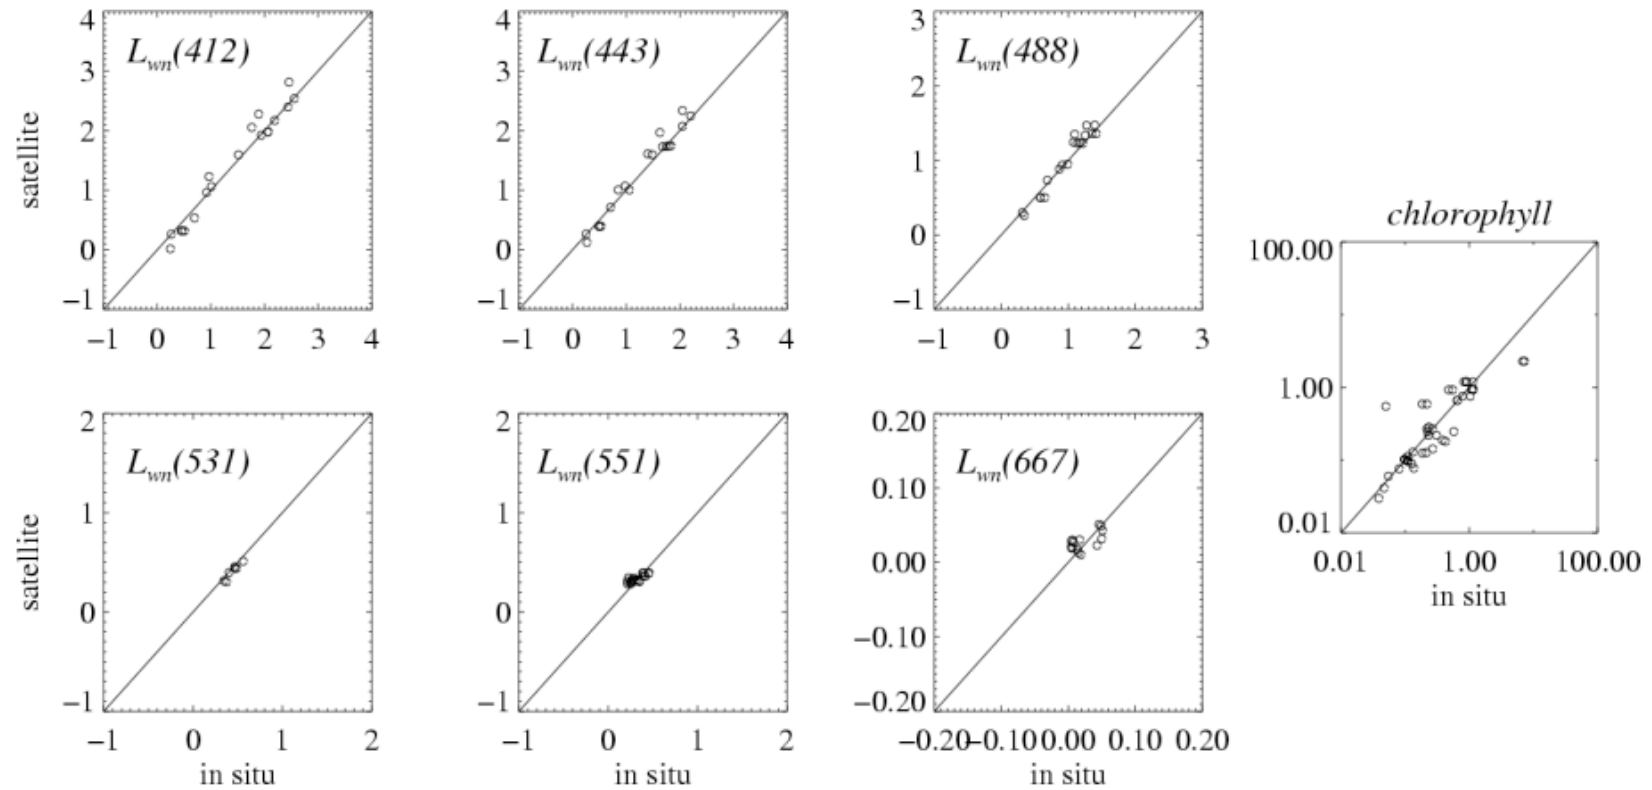 L_wn(412)
4
3
2
1
0
−1
−1 0 1 2 3 4
satellite
L_wn(443)
4
3
2
1
0
−1
−1 0 1 2 3 4
L_wn(488)
3
2
1
0
−1
−1 0 1 2 3
L_wn(531)
2
1
0
−1
−1 0 1 2
satellite
in situ
L_wn(551)
2
1
0
−1
−1 0 1 2
in situ
L_wn(667)
0.20
0.10
0.00
−0.10
−0.20
−0.20 −0.10 0.00 0.10 0.20
in situ
chlorophyll
100.00
1.00
0.01
0.01 1.00 100.00
in situ